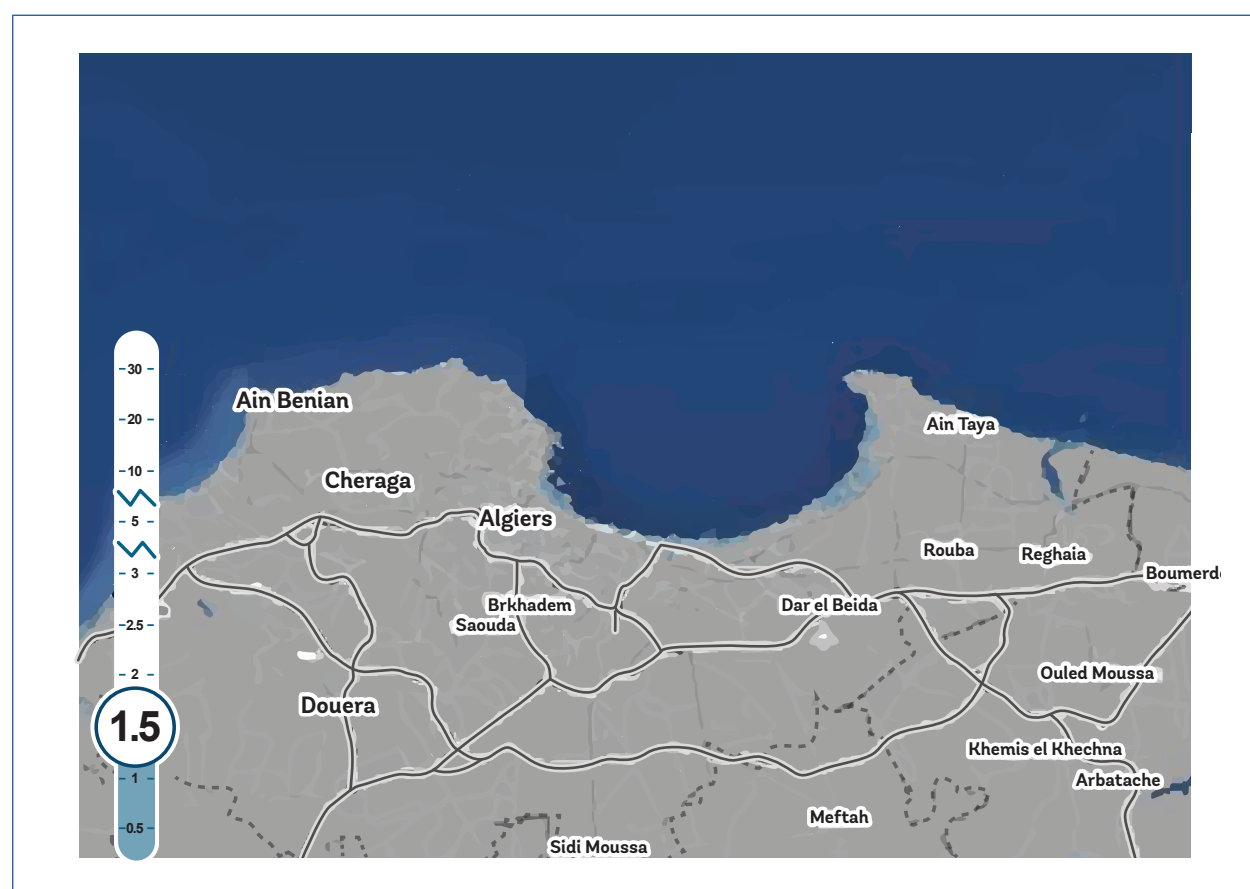 30
20
10
5
3
2.5
2
1.5
1
0.5
Ain Benian
Cheraga
Algiers
Ain Taya
Rouba
Reghaia
Boumerd
Brkhadem
Saouda
Dar el Beida
Douera
Ouled Moussa
Khemis el Khechna
Arbatache
Meftah
Sidi Moussa